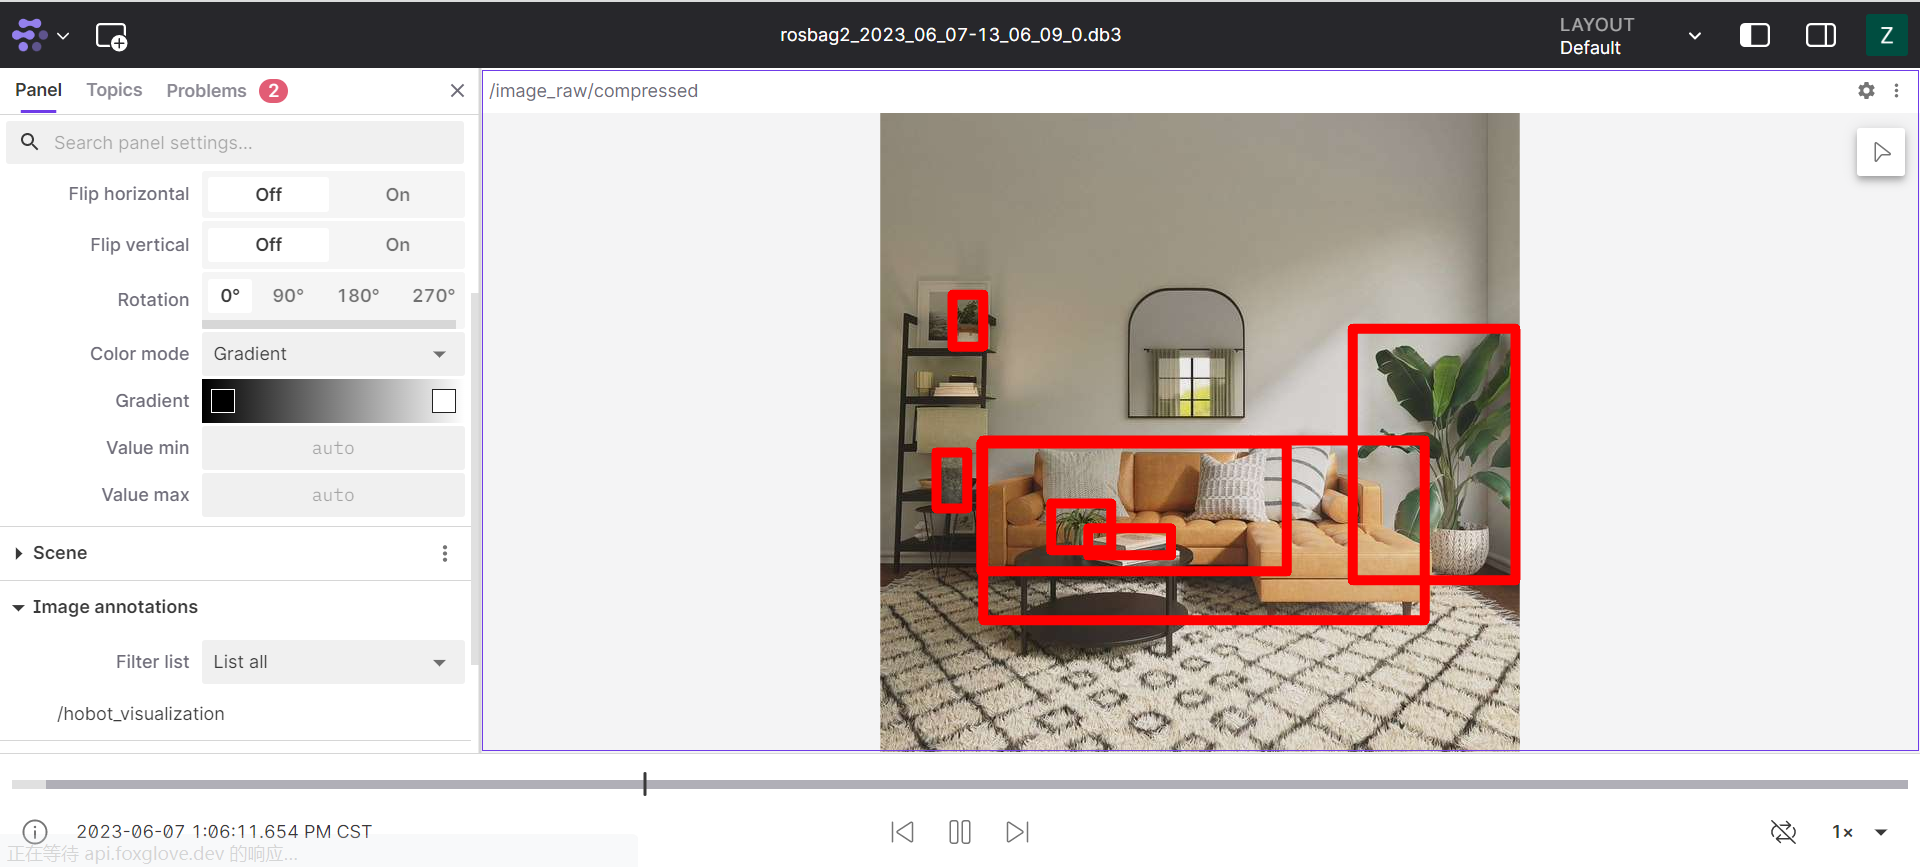 rosbag2_2023_06_07-13_06_09_0.db3
LAYOUT
Default
Z
Panel
Topics
Problems
2
/image_raw/compressed
Search panel settings...
Flip horizontal
Off
On
Flip vertical
Off
On
Rotation
0°
90°
180°
270°
Color mode
Gradient
Gradient
Value min
auto
Value max
auto
Scene
Image annotations
Filter list
List all
/hobot_visualization
2023-06-07 1:06:11.654 PM CST
1×
正在等待 api.foxglove.dev 的响应...